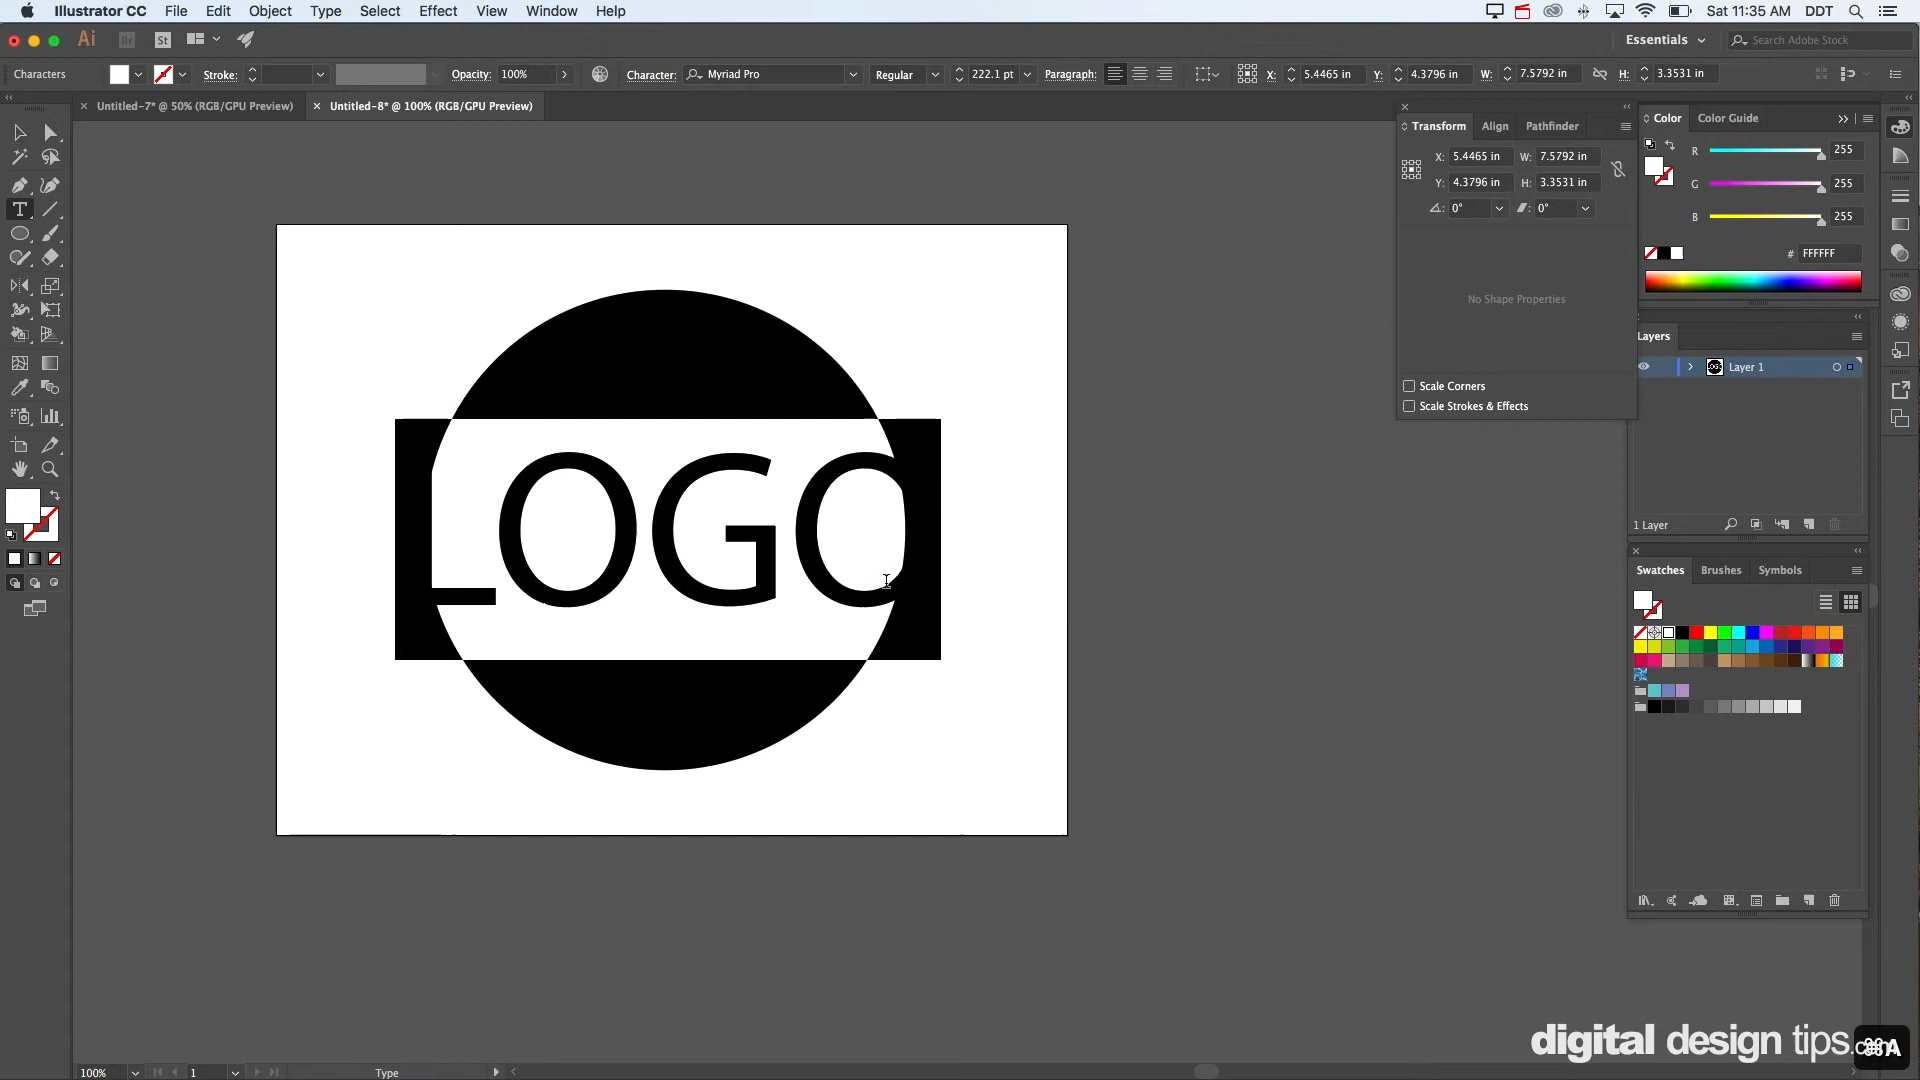 Illustrator CC File Edit Object Type Select Effect View Window Help Sat 11:35 AM DDT
Ai Br St Essentials Search Adobe Stock
Characters Stroke: Opacity: 100% Character: Myriad Pro Regular 222.1 pt Paragraph: X: 5.4465 in Y: 4.3796 in W: 7.5792 in H: 3.3531 in
Untitled-7* @ 50% (RGB/GPU Preview) Untitled-8* @ 100% (RGB/GPU Preview)
Transform Align Pathfinder
X: 5.4465 in W: 7.5792 in
Y: 4.3796 in H: 3.3531 in
0° 0°
No Shape Properties
Scale Corners
Scale Strokes & Effects
Color Color Guide
R 255
G 255
B 255
# FFFFFF
Layers
Layer 1
1 Layer
Swatches Brushes Symbols
LOGO
digital design tips.com
⌘A
100% 1 Type